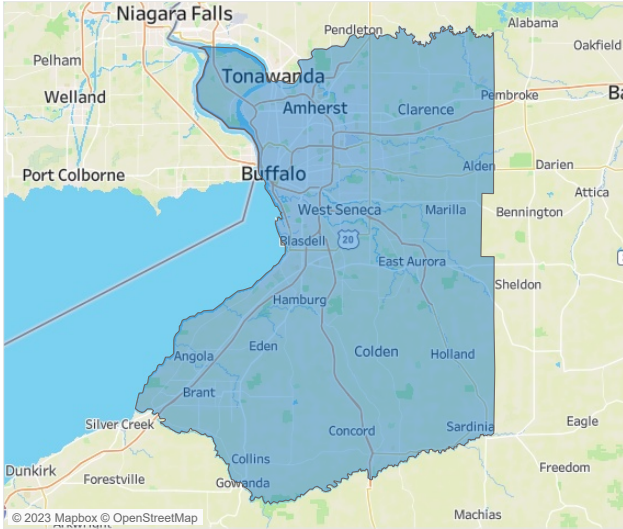 Niagara Falls
Alabama
Pendleton
Oakfield
Pelham
Tonawanda
Welland
Pembroke
Ba
Amherst
Clarence
Port Colborne
Buffalo
Alden
Darien
Attica
West Seneca
Marilla
Bennington
Blasdell
20
East Aurora
Sheldon
Hamburg
Angola
Eden
Colden
Holland
Brant
Silver Creek
Concord
Sardinia
Eagle
Dunkirk
Forestville
Collins
Gowanda
Freedom
Machias
© 2023 Mapbox © OpenStreetMap